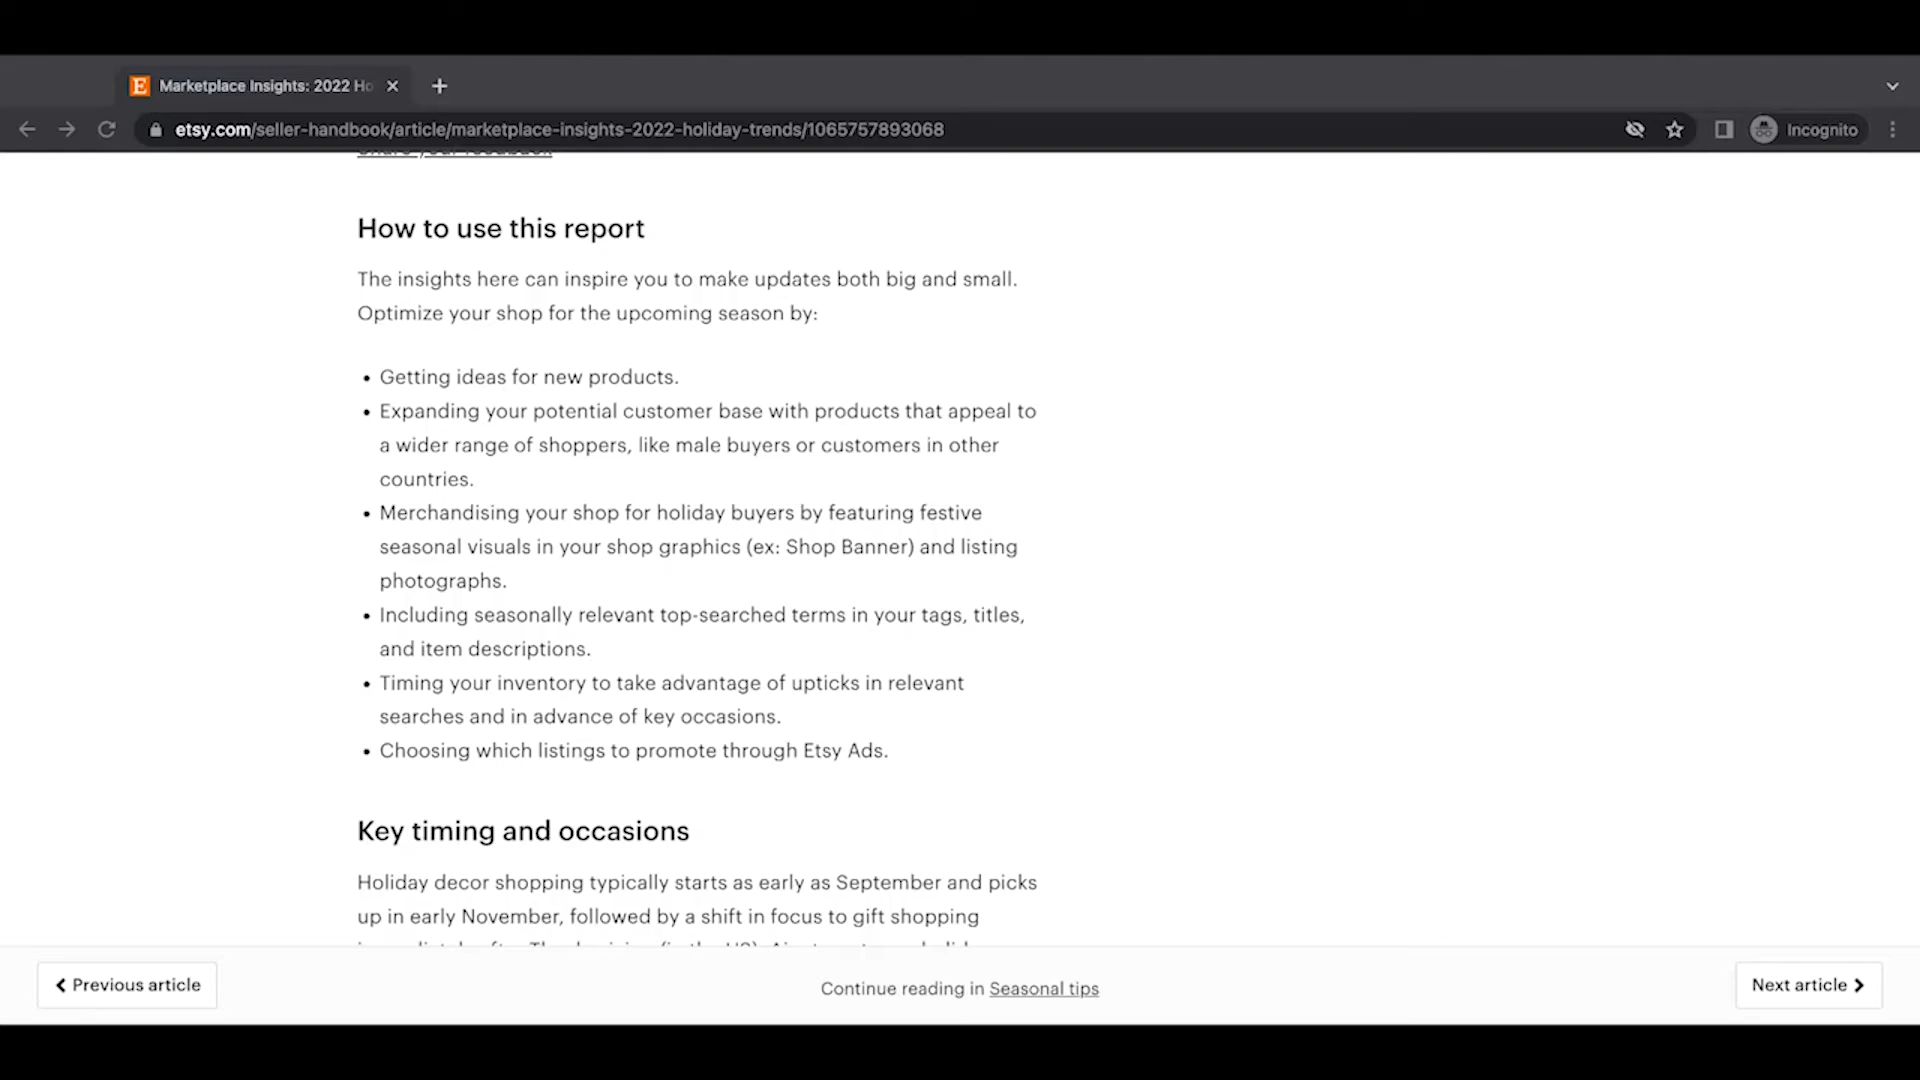 Marketplace Insights: 2022 Ho
etsy.com/seller-handbook/article/marketplace-insights-2022-holiday-trends/1065757893068
Incognito
Share your feedback
How to use this report
The insights here can inspire you to make updates both big and small.
Optimize your shop for the upcoming season by:
• Getting ideas for new products.
• Expanding your potential customer base with products that appeal to
a wider range of shoppers, like male buyers or customers in other
countries.
• Merchandising your shop for holiday buyers by featuring festive
seasonal visuals in your shop graphics (ex: Shop Banner) and listing
photographs.
• Including seasonally relevant top-searched terms in your tags, titles,
and item descriptions.
• Timing your inventory to take advantage of upticks in relevant
searches and in advance of key occasions.
• Choosing which listings to promote through Etsy Ads.
Key timing and occasions
Holiday decor shopping typically starts as early as September and picks
up in early November, followed by a shift in focus to gift shopping
Previous article
Continue reading in Seasonal tips
Next article